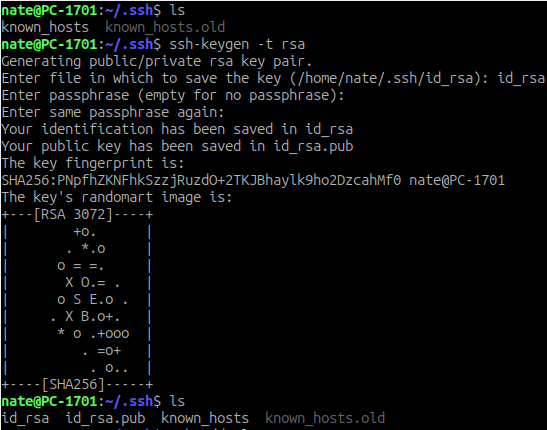 nate@PC-1701:~/.ssh$ ls
known_hosts  known_hosts.old
nate@PC-1701:~/.ssh$ ssh-keygen -t rsa
Generating public/private rsa key pair.
Enter file in which to save the key (/home/nate/.ssh/id_rsa): id_rsa
Enter passphrase (empty for no passphrase):
Enter same passphrase again:
Your identification has been saved in id_rsa
Your public key has been saved in id_rsa.pub
The key fingerprint is:
SHA256:PNpfhZKNFhkSzzjRuzdO+2TKJBhaylk9ho2DzcahMf0 nate@PC-1701
The key's randomart image is:
+---[RSA 3072]----+
|        +o.      |
|       . *.o     |
|      o = =.     |
|       X O.= .   |
|      o S E.o .  |
|     . X B.o+.   |
|      * o .+ooo  |
|         . =o+   |
|          . o..  |
+----[SHA256]-----+
nate@PC-1701:~/.ssh$ ls
id_rsa  id_rsa.pub  known_hosts  known_hosts.old